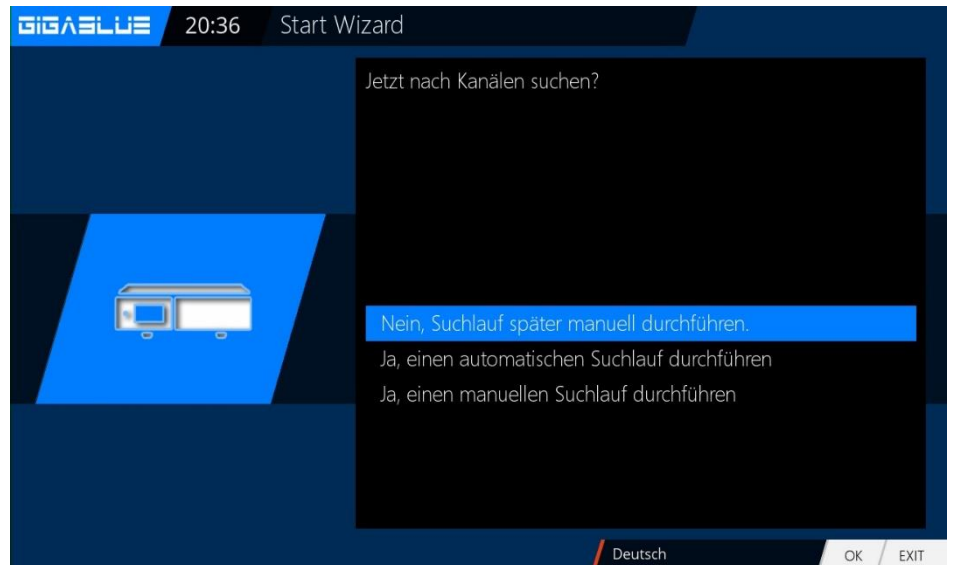 GIGABLUE 20:36 Start Wizard
Jetzt nach Kanälen suchen?
Nein, Suchlauf später manuell durchführen.
Ja, einen automatischen Suchlauf durchführen
Ja, einen manuellen Suchlauf durchführen
Deutsch OK EXIT